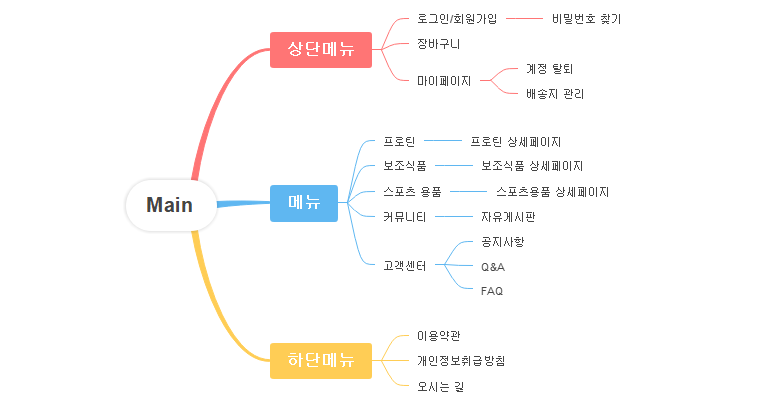 Main
상단메뉴
로그인/회원가입
비밀번호 찾기
장바구니
마이페이지
계정 탈퇴
배송지 관리
메뉴
프로틴
프로틴 상세페이지
보조식품
보조식품 상세페이지
스포츠 용품
스포츠용품 상세페이지
커뮤니티
자유게시판
고객센터
공지사항
Q&A
FAQ
하단메뉴
이용약관
개인정보취급방침
오시는 길